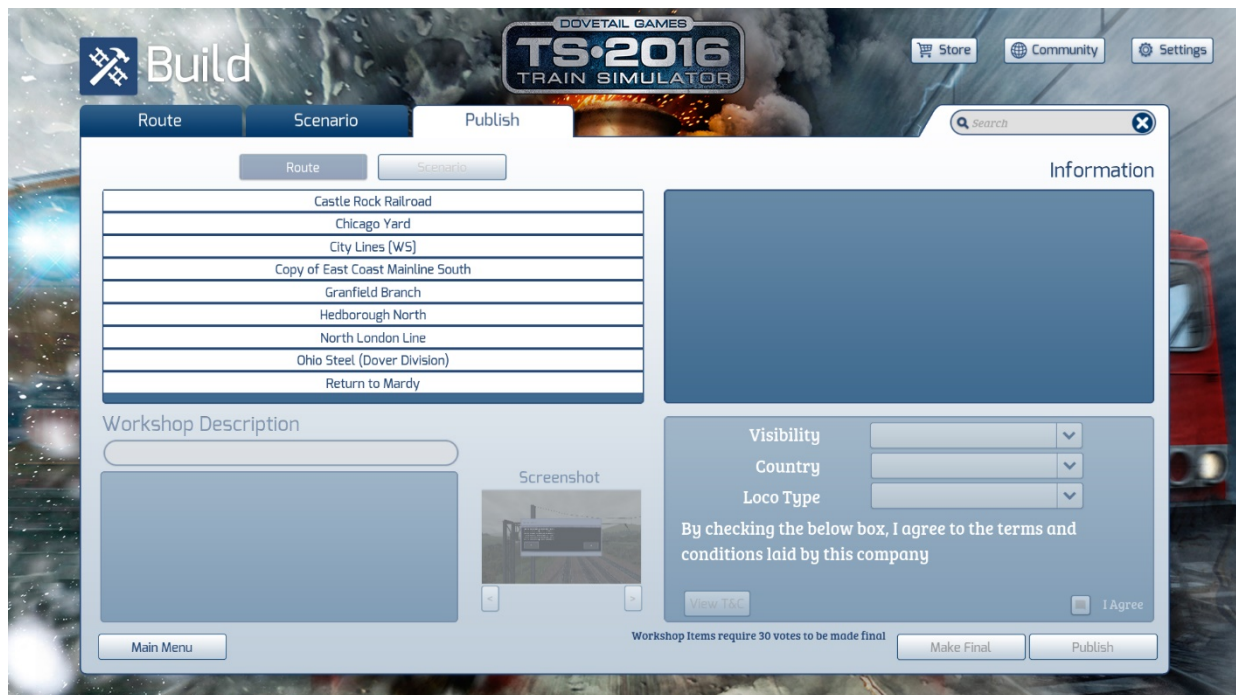 DOVETAIL GAMES
TS•2016
TRAIN SIMULATOR
Build
Store
Community
Settings
Route
Scenario
Publish
Search
Route
Scenario
Information
Castle Rock Railroad
Chicago Yard
City Lines [WS]
Copy of East Coast Mainline South
Granfield Branch
Hedborough North
North London Line
Ohio Steel (Dover Division)
Return to Mardy
Workshop Description
Screenshot
<
>
Visibility
Country
Loco Type
By checking the below box, I agree to the terms and
conditions laid by this company
View T&C
I Agree
Main Menu
Workshop Items require 30 votes to be made final
Make Final
Publish